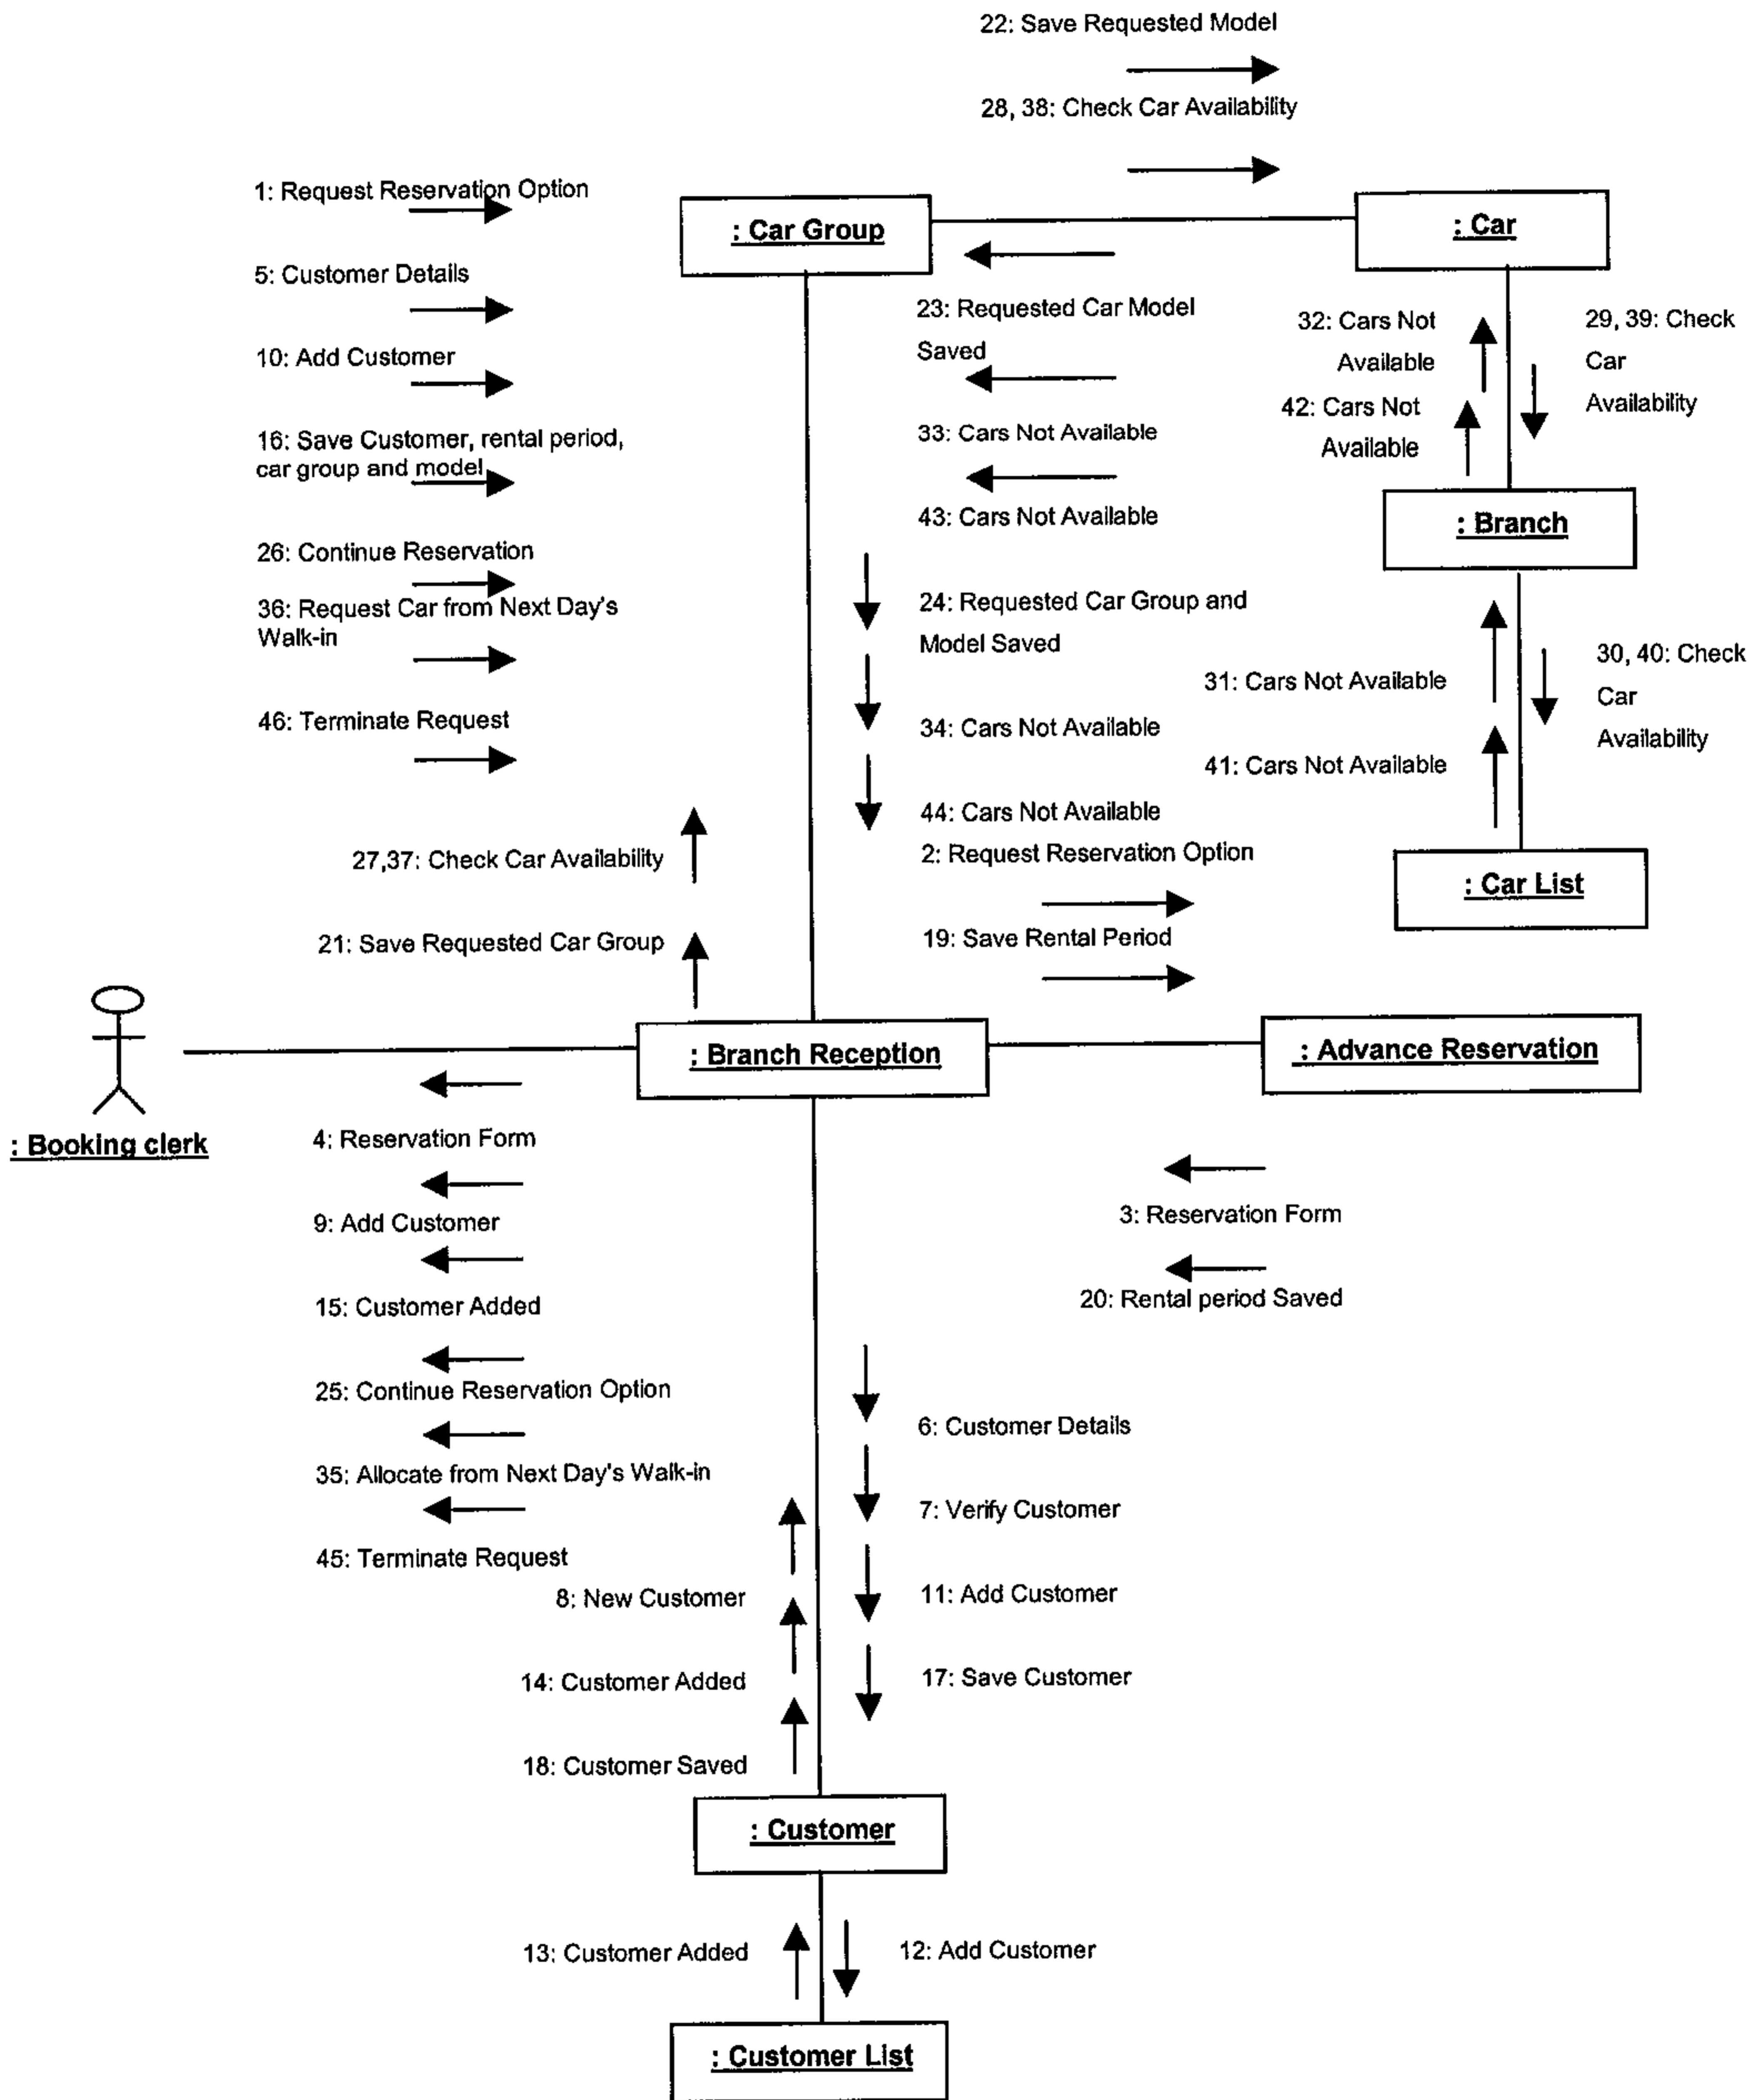 22: Save Requested Model
28, 38: Check Car Availability
1: Request Reservation Option
5: Customer Details
10: Add Customer
16: Save Customer, rental period,
car group and model
26: Continue Reservation
36: Request Car from Next Day's
Walk-in
46: Terminate Request
: Car Group
: Car
23: Requested Car Model
Saved
33: Cars Not Available
43: Cars Not Available
32: Cars Not
Available
42: Cars Not
Available
29, 39: Check
Car
Availability
: Branch
24: Requested Car Group and
Model Saved
34: Cars Not Available
44: Cars Not Available
31: Cars Not Available
41: Cars Not Available
30, 40: Check
Car
Availability
: Car List
27,37: Check Car Availability
21: Save Requested Car Group
2: Request Reservation Option
19: Save Rental Period
: Booking clerk
: Branch Reception
: Advance Reservation
4: Reservation Form
9: Add Customer
15: Customer Added
25: Continue Reservation Option
35: Allocate from Next Day's Walk-in
45: Terminate Request
3: Reservation Form
20: Rental period Saved
6: Customer Details
7: Verify Customer
11: Add Customer
17: Save Customer
8: New Customer
14: Customer Added
18: Customer Saved
: Customer
13: Customer Added
12: Add Customer
: Customer List